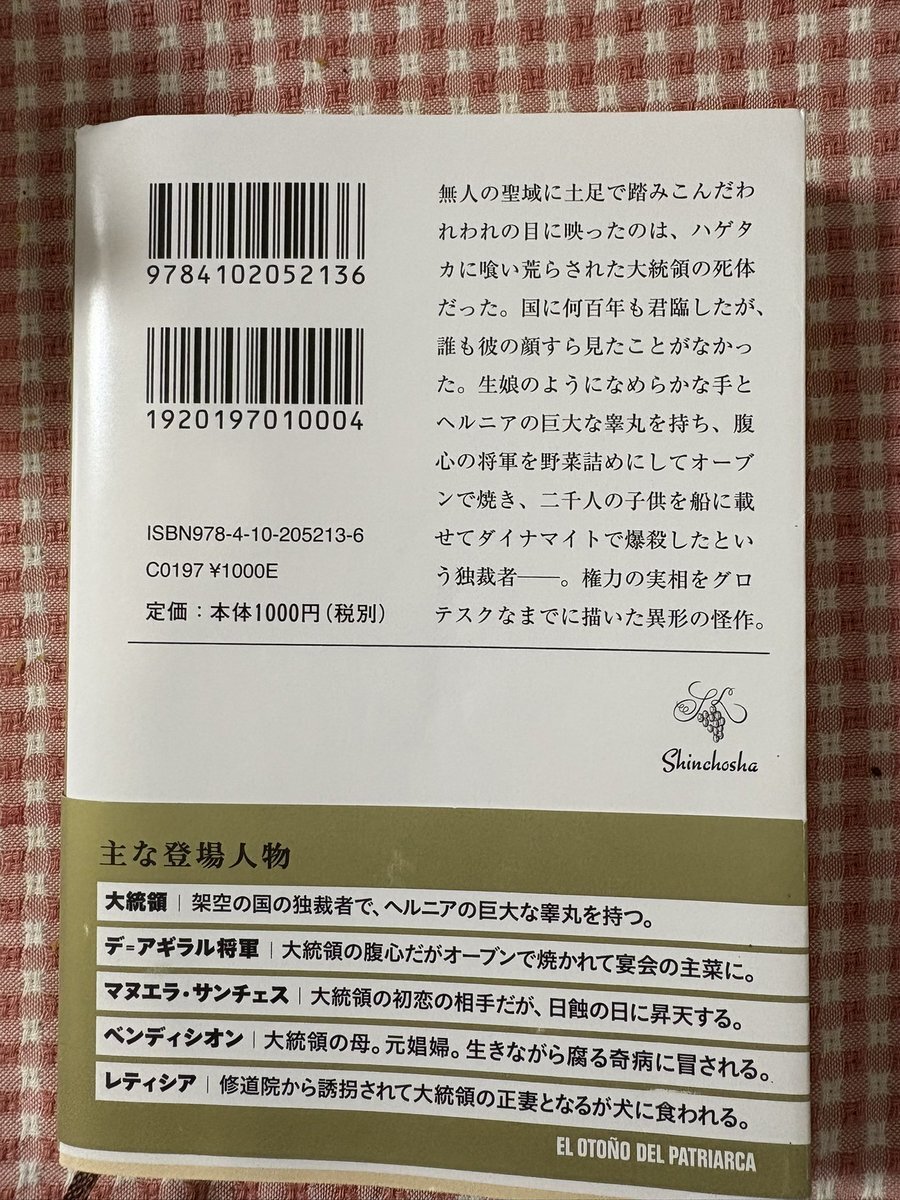 9784102052136
1920197010004
ISBN978-4-10-205213-6
C0197 ¥1000E
定価：本体1000円（税別）
無人の聖域に土足で踏みこんだわ
れわれの目に映ったのは、ハゲタ
カに喰い荒らされた大統領の死体
だった。国に何百年も君臨したが、
誰も彼の顔すら見たことがなかっ
た。生娘のようになめらかな手と
ヘルニアの巨大な睾丸を持ち、腹
心の将軍を野菜詰めにしてオーブ
ンで焼き、二千人の子供を船に載
せてダイナマイトで爆殺したとい
う独裁者――。権力の実相をグロ
テスクなまでに描いた異形の怪作。
Shinchosha
主な登場人物
大統領｜架空の国の独裁者で、ヘルニアの巨大な睾丸を持つ。
デ=アギラル将軍｜大統領の腹心だがオーブンで焼かれて宴会の主菜に。
マヌエラ・サンチェス｜大統領の初恋の相手だが、日蝕の日に昇天する。
ベンディシオン｜大統領の母。元娼婦。生きながら腐る奇病に冒される。
レティシア｜修道院から誘拐されて大統領の正妻となるが犬に食われる。
EL OTOÑO DEL PATRIARCA